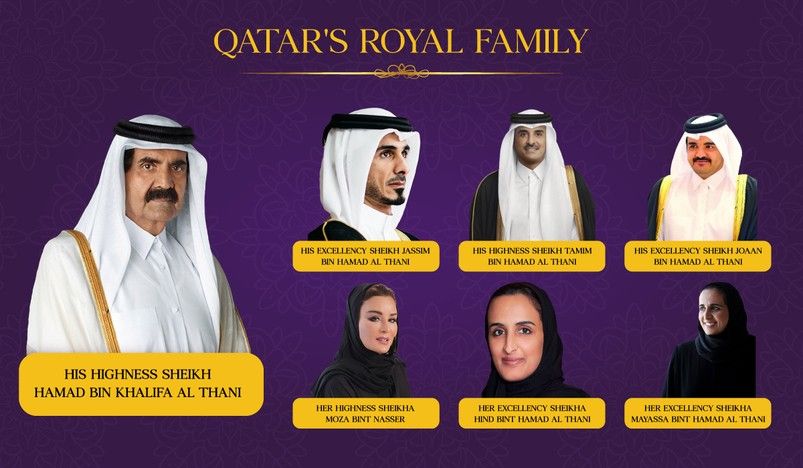 QATAR'S ROYAL FAMILY
HIS HIGHNESS SHEIKH
HAMAD BIN KHALIFA AL THANI
HIS EXCELLENCY SHEIKH JASSIM
BIN HAMAD AL THANI
HIS HIGHNESS SHEIKH TAMIM
BIN HAMAD AL THANI
HIS EXCELLENCY SHEIKH JOAAN
BIN HAMAD AL THANI
HER HIGHNESS SHEIKHA
MOZA BINT NASSER
HER EXCELLENCY SHEIKHA
HIND BINT HAMAD AL THANI
HER EXCELLENCY SHEIKHA
MAYASSA BINT HAMAD AL THANI